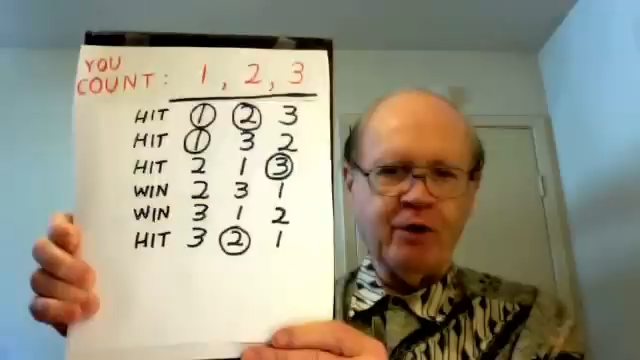 YOU
COUNT: 1, 2, 3
HIT 1 2 3
HIT 1 3 2
HIT 2 1 3
WIN 2 3 1
WIN 3 1 2
HIT 3 2 1